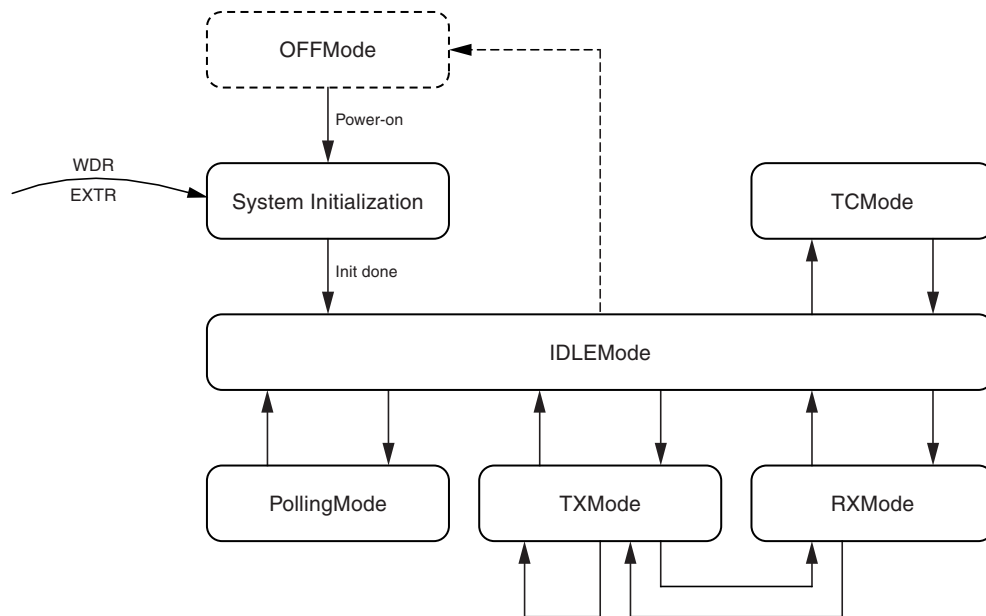 OFFMode
Power-on
WDR
EXTR
System Initialization
TCMode
Init done
IDLEMode
PollingMode
TXMode
RXMode